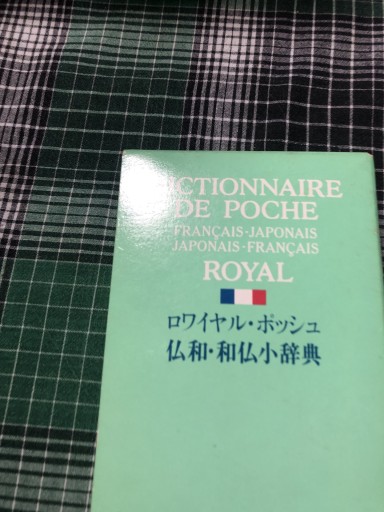 DICTIONNAIRE
DE POCHE
FRANÇAIS・JAPONAIS
JAPONAIS・FRANÇAIS
ROYAL
ロワイヤル・ポッシュ
仏和・和仏小辞典